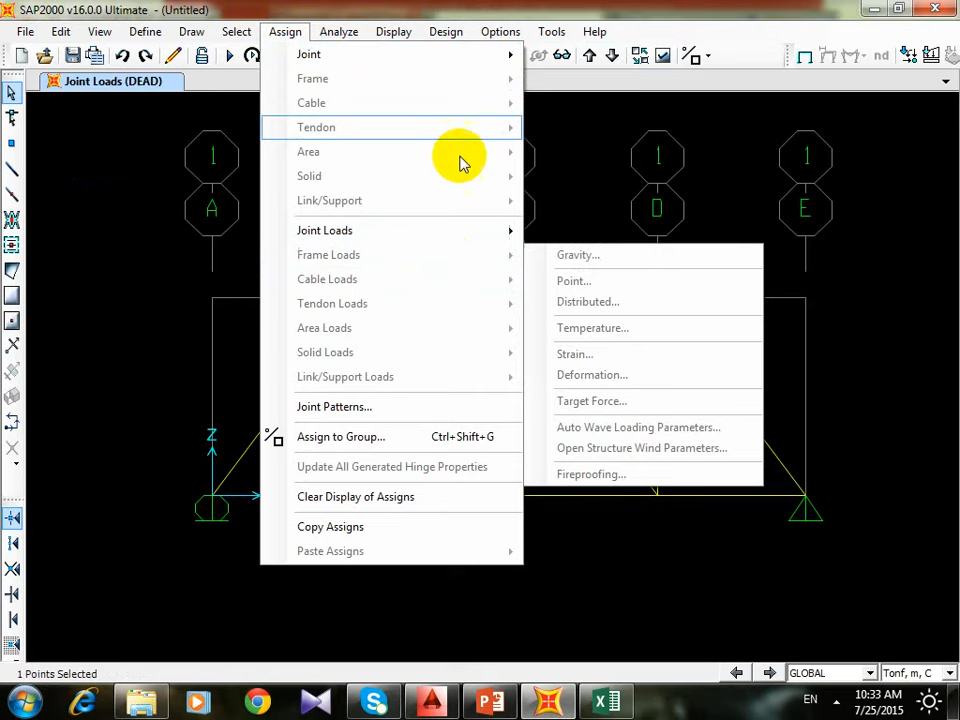 SAP2000 v16.0.0 Ultimate - (Untitled)
File Edit View Define Draw Select Assign Analyze Display Design Options Tools Help
nd
Joint Loads (DEAD)
Joint
Frame
Cable
Tendon
Area
Solid
Link/Support
Joint Loads
Frame Loads
Cable Loads
Tendon Loads
Area Loads
Solid Loads
Link/Support Loads
Joint Patterns...
Assign to Group... Ctrl+Shift+G
Update All Generated Hinge Properties
Clear Display of Assigns
Copy Assigns
Paste Assigns
Gravity...
Point...
Distributed...
Temperature...
Strain...
Deformation...
Target Force...
Auto Wave Loading Parameters...
Open Structure Wind Parameters...
Fireproofing...
1 1 1
A D E
Z
1 Points Selected
GLOBAL
Tonf, m, C
EN
10:33 AM
7/25/2015